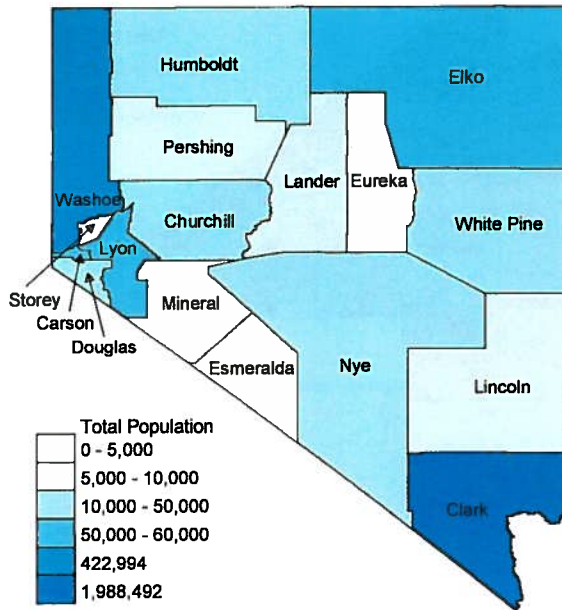 Humboldt
Elko
Pershing
Lander
Eureka
Washoe
Churchill
White Pine
Lyon
Storey
Carson
Douglas
Mineral
Esmeralda
Nye
Lincoln
Clark
Total Population
0 - 5,000
5,000 - 10,000
10,000 - 50,000
50,000 - 60,000
422,994
1,988,492